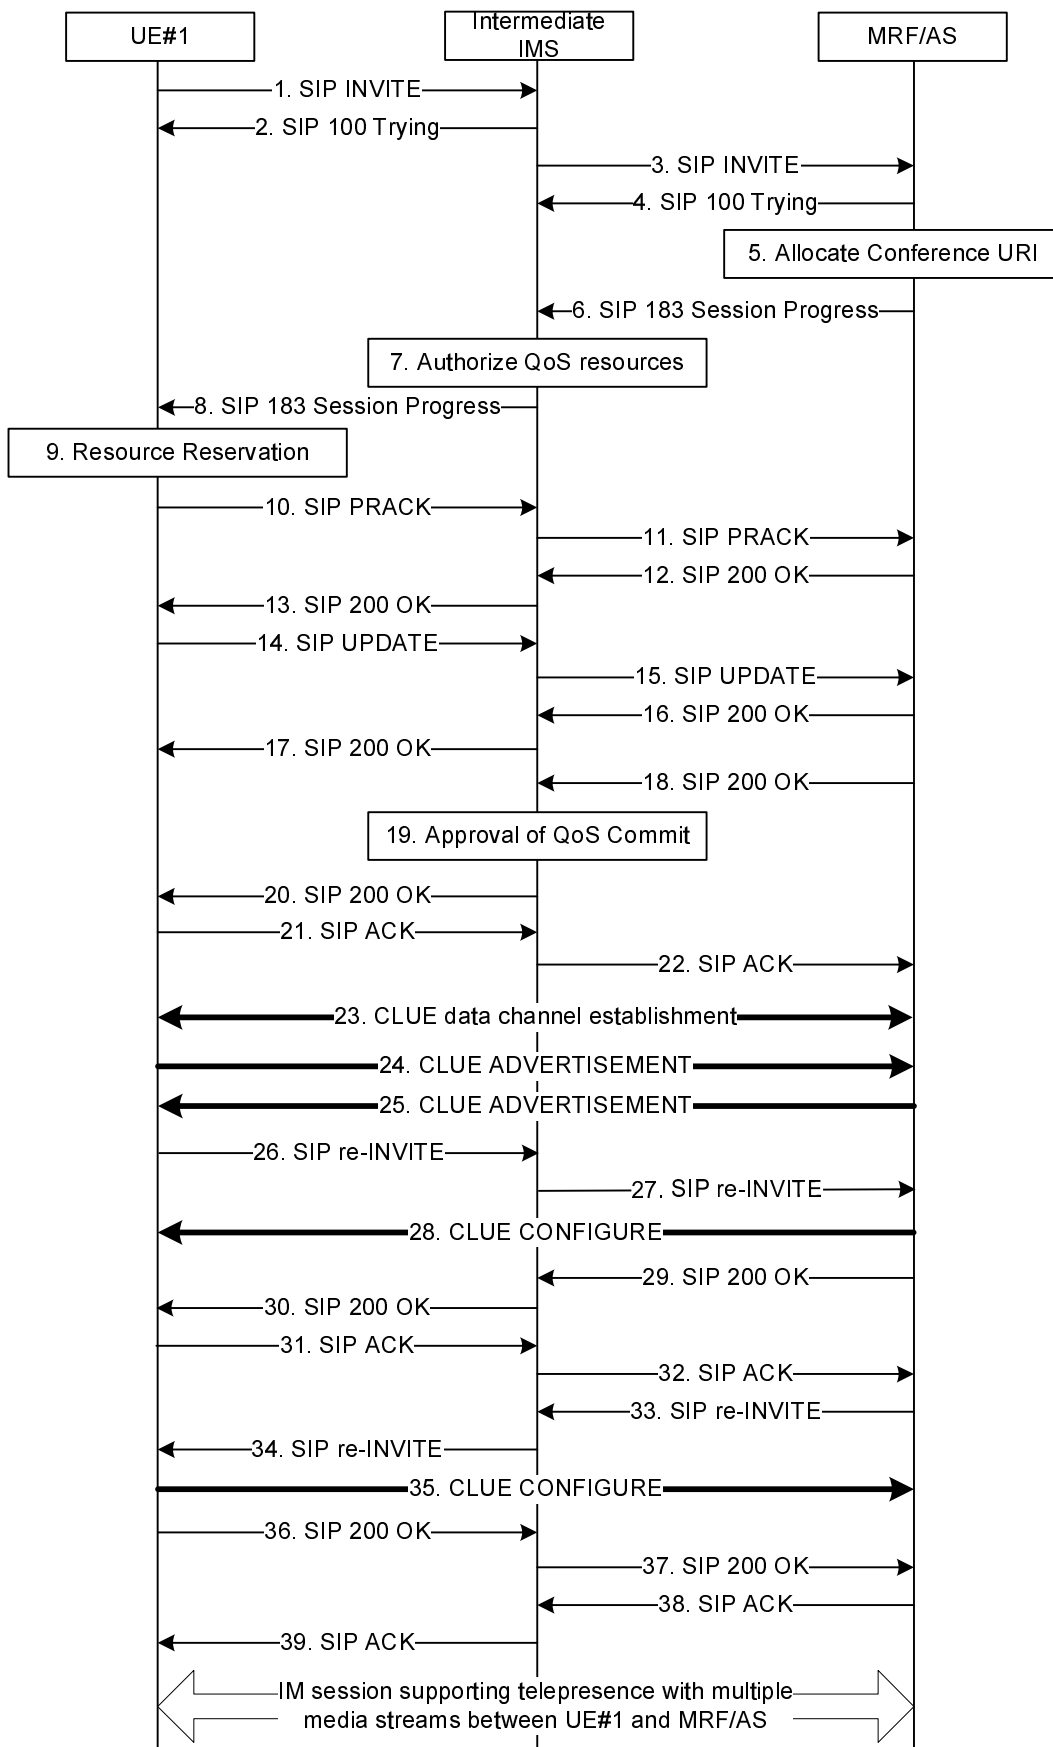 UE#1
Intermediate
IMS
MRF/AS
1. SIP INVITE
2. SIP 100 Trying
3. SIP INVITE
4. SIP 100 Trying
5. Allocate Conference URI
6. SIP 183 Session Progress
7. Authorize QoS resources
8. SIP 183 Session Progress
9. Resource Reservation
10. SIP PRACK
11. SIP PRACK
12. SIP 200 OK
13. SIP 200 OK
14. SIP UPDATE
15. SIP UPDATE
16. SIP 200 OK
17. SIP 200 OK
18. SIP 200 OK
19. Approval of QoS Commit
20. SIP 200 OK
21. SIP ACK
22. SIP ACK
23. CLUE data channel establishment
24. CLUE ADVERTISEMENT
25. CLUE ADVERTISEMENT
26. SIP re-INVITE
27. SIP re-INVITE
28. CLUE CONFIGURE
29. SIP 200 OK
30. SIP 200 OK
31. SIP ACK
32. SIP ACK
33. SIP re-INVITE
34. SIP re-INVITE
35. CLUE CONFIGURE
36. SIP 200 OK
37. SIP 200 OK
38. SIP ACK
39. SIP ACK
IM session supporting telepresence with multiple
media streams between UE#1 and MRF/AS